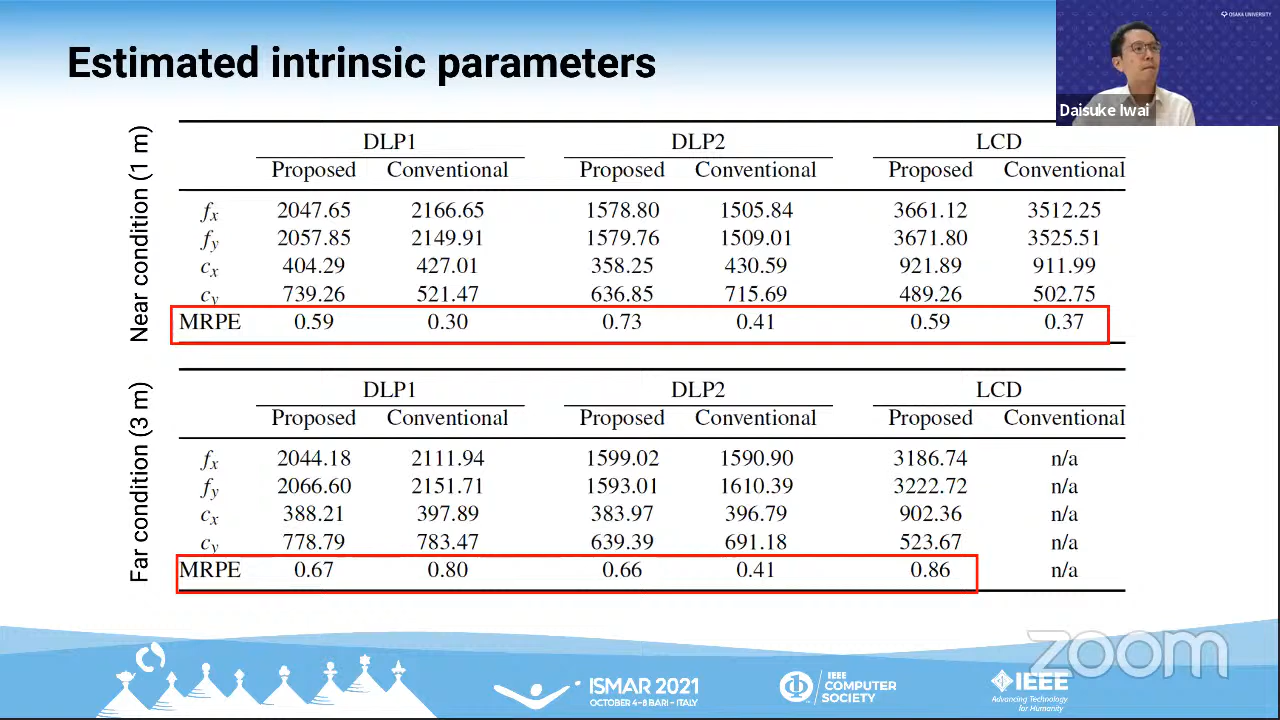 OSAKA UNIVERSITY
Estimated intrinsic parameters
Daisuke Iwai
Near condition (1 m)
DLP1 DLP2 LCD
Proposed Conventional Proposed Conventional Proposed Conventional
fx 2047.65 2166.65 1578.80 1505.84 3661.12 3512.25
fy 2057.85 2149.91 1579.76 1509.01 3671.80 3525.51
cx 404.29 427.01 358.25 430.59 921.89 911.99
cy 739.26 521.47 636.85 715.69 489.26 502.75
MRPE 0.59 0.30 0.73 0.41 0.59 0.37
Far condition (3 m)
DLP1 DLP2 LCD
Proposed Conventional Proposed Conventional Proposed Conventional
fx 2044.18 2111.94 1599.02 1590.90 3186.74 n/a
fy 2066.60 2151.71 1593.01 1610.39 3222.72 n/a
cx 388.21 397.89 383.97 396.79 902.36 n/a
cy 778.79 783.47 639.39 691.18 523.67 n/a
MRPE 0.67 0.80 0.66 0.41 0.86 n/a
zoom
ISMAR 2021
OCTOBER 4-8 BARI - ITALY
IEEE
COMPUTER
SOCIETY
IEEE
Advancing Technology
for Humanity